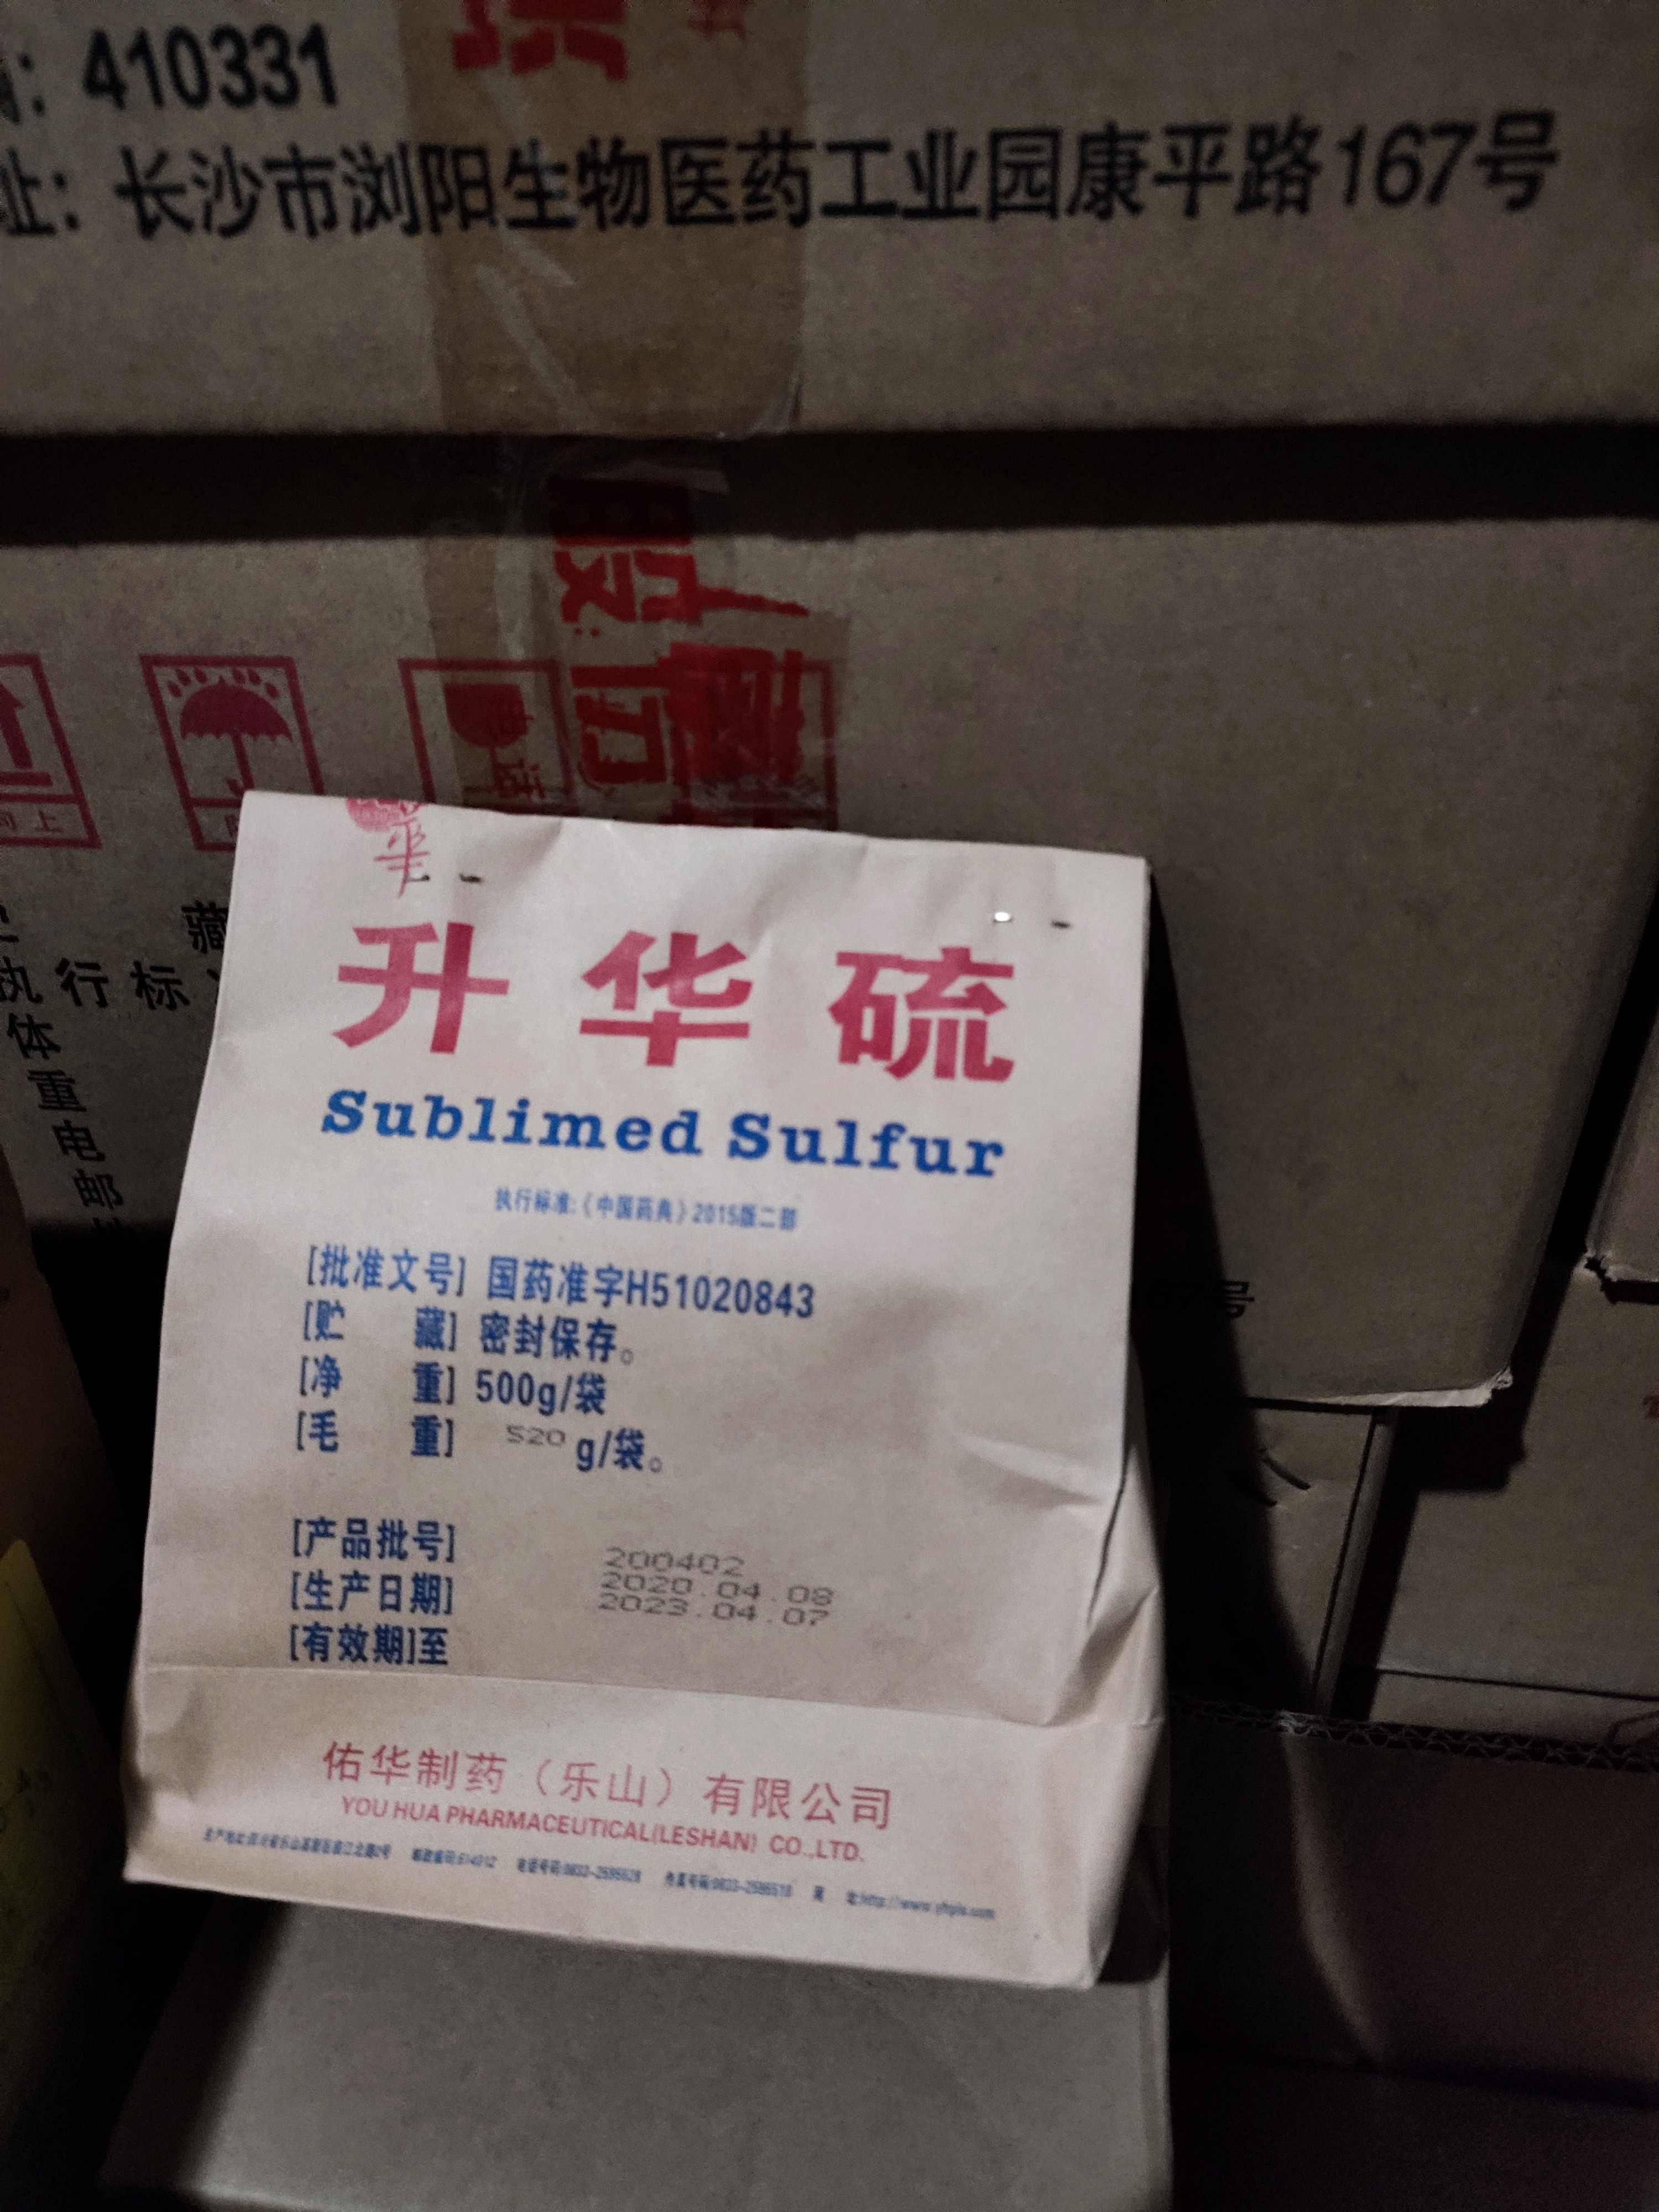 : 410331
址: 长沙市浏阳生物医药工业园康平路167号
向上
藏
执行标
体
重
电
邮
升华硫
Sublimed Sulfur
执行标准:《中国药典》2015版二部
[批准文号] 国药准字H51020843
[贮 藏] 密封保存。
[净 重] 500g/袋
[毛 重] 520 g/袋。
[产品批号] 200402
[生产日期] 2020.04.08
[有效期]至 2023.04.07
佑华制药（乐山）有限公司
YOU HUA PHARMACEUTICAL(LESHAN) CO.,LTD.
号